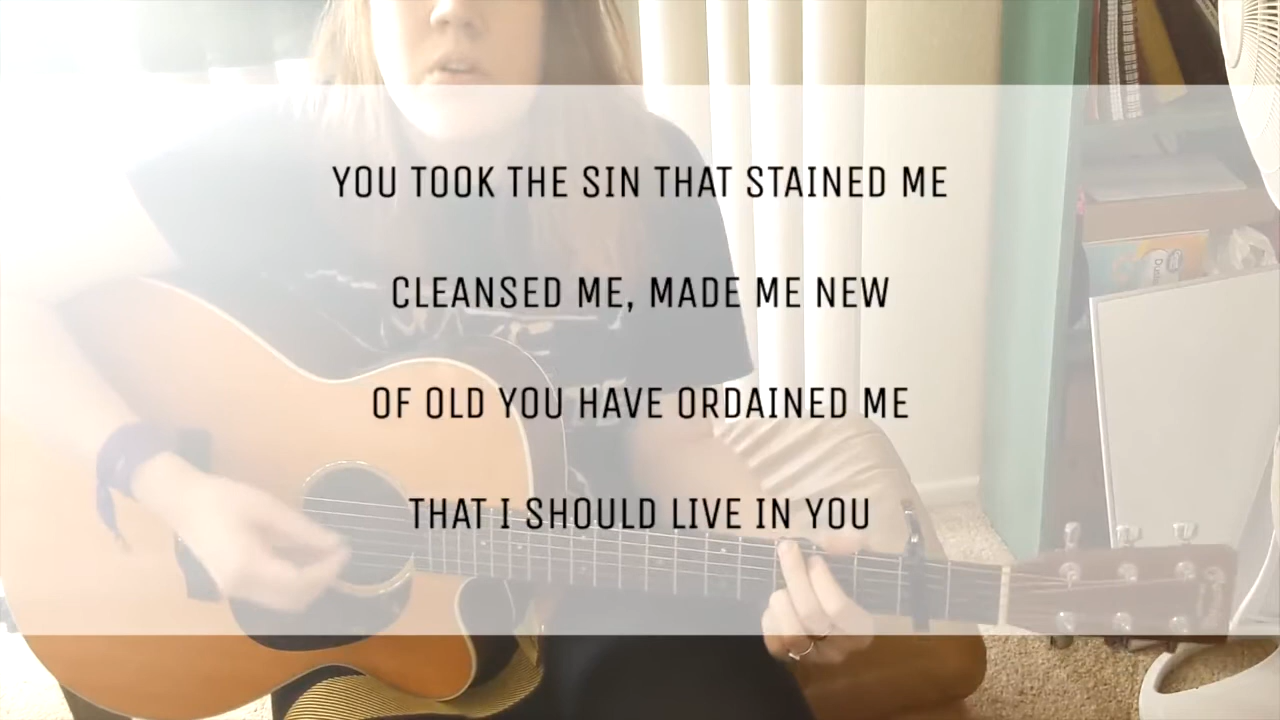 YOU TOOK THE SIN THAT STAINED ME
CLEANSED ME, MADE ME NEW
OF OLD YOU HAVE ORDAINED ME
THAT I SHOULD LIVE IN YOU